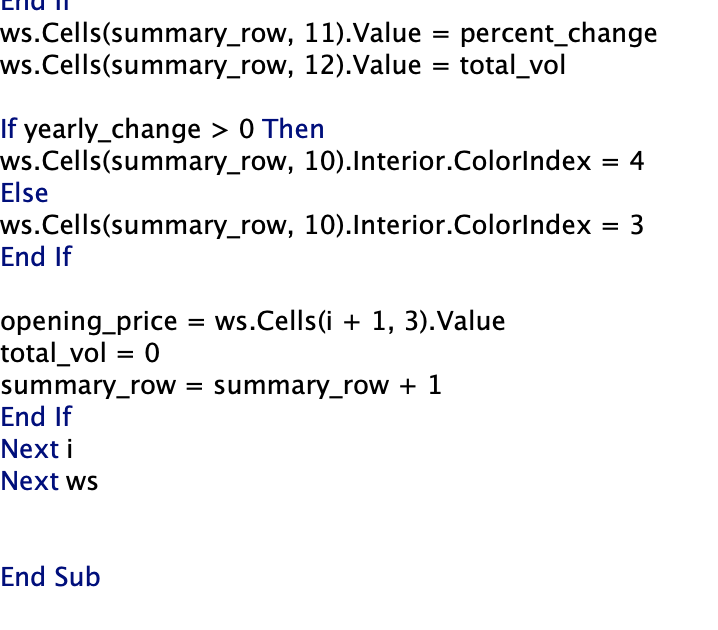 End If
ws.Cells(summary_row, 11).Value = percent_change
ws.Cells(summary_row, 12).Value = total_vol
If yearly_change > 0 Then
ws.Cells(summary_row, 10).Interior.ColorIndex = 4
Else
ws.Cells(summary_row, 10).Interior.ColorIndex = 3
End If
opening_price = ws.Cells(i + 1, 3).Value
total_vol = 0
summary_row = summary_row + 1
End If
Next i
Next ws
End Sub